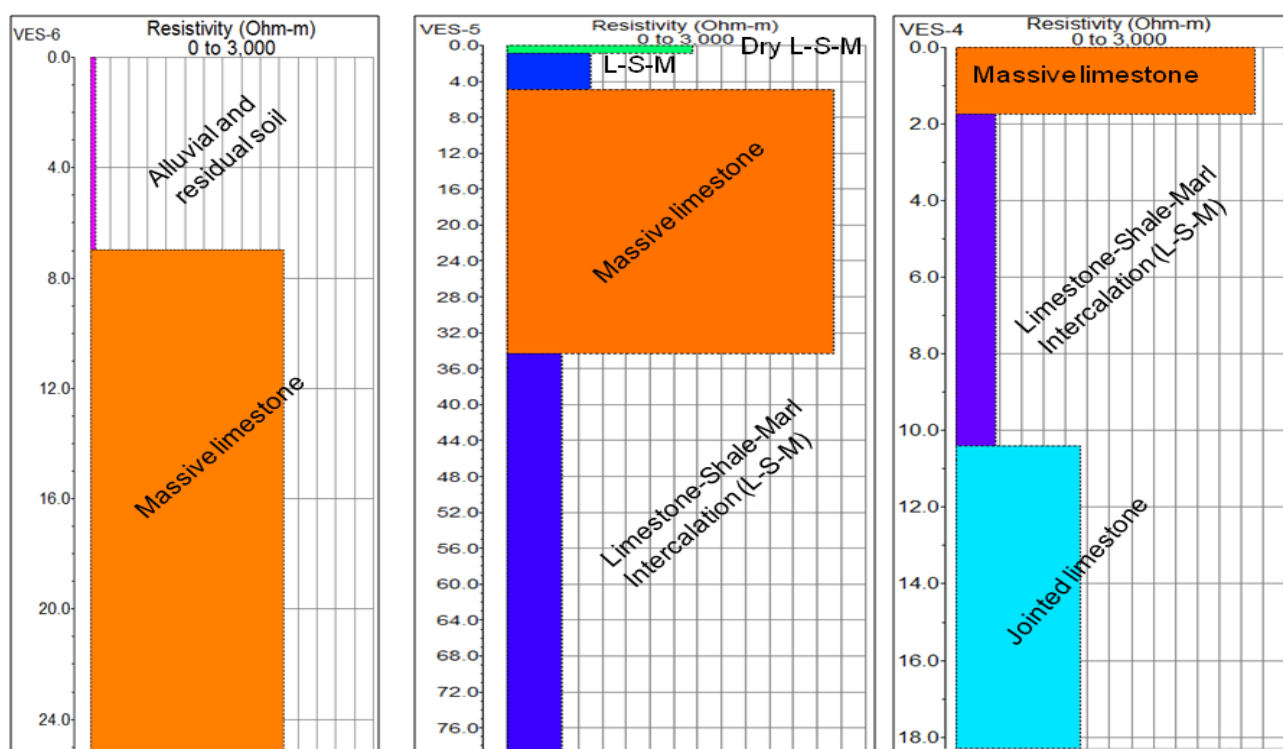 VES-6
Resistivity (Ohm-m)
0 to 3,000
0.0
4.0
8.0
12.0
16.0
20.0
24.0
Alluvial and
residual soil
Massive limestone
VES-5
Resistivity (Ohm-m)
0 to 3,000
0.0
4.0
8.0
12.0
16.0
20.0
24.0
28.0
32.0
36.0
40.0
44.0
48.0
52.0
56.0
60.0
64.0
68.0
72.0
76.0
Dry L-S-M
L-S-M
Massive limestone
Limestone-Shale-Marl
Intercalation (L-S-M)
VES-4
Resistivity (Ohm-m)
0 to 3,000
0.0
2.0
4.0
6.0
8.0
10.0
12.0
14.0
16.0
18.0
Massive limestone
Limestone-Shale-Marl
Intercalation (L-S-M)
Jointed limestone